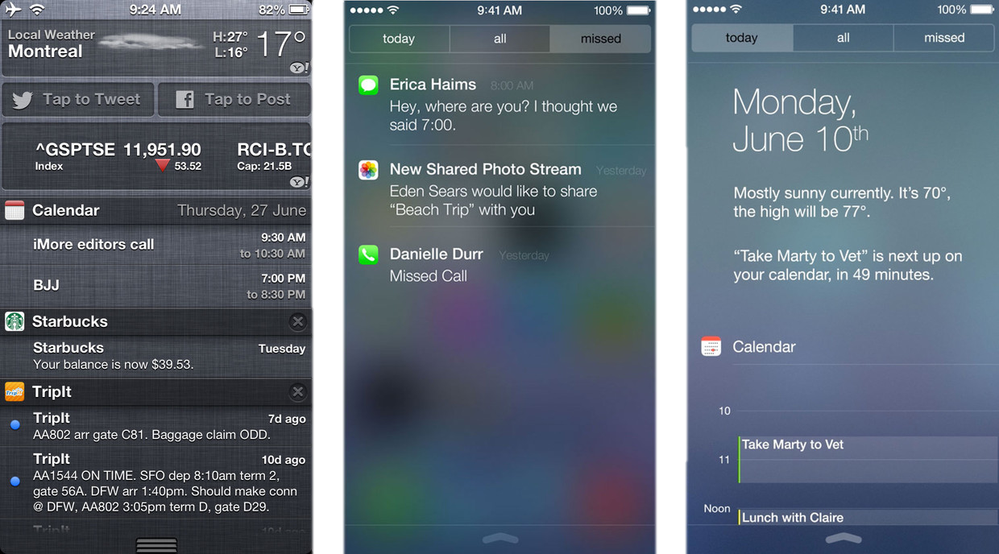 9:24 AM
82%
Local Weather
Montreal
H:27°
L:16°
17°
Y!
Tap to Tweet
Tap to Post
^GSPTSE 11,951.90
Index
53.52
RCI-B.TO
Cap: 21.5B
Y!
Calendar
Thursday, 27 June
iMore editors call
9:30 AM
to 10:30 AM
BJJ
7:00 PM
to 8:30 PM
Starbucks
Starbucks
Tuesday
Your balance is now $39.53.
TripIt
TripIt
7d ago
AA802 arr gate C81. Baggage claim ODD.
TripIt
10d ago
AA1544 ON TIME. SFO dep 8:10am term 2,
gate 56A. DFW arr 1:40pm. Should make conn
@ DFW, AA802 3:05pm term D, gate D29.
TripIt
10d ago
9:41 AM
100%
today
all
missed
Erica Haims
8:00 AM
Hey, where are you? I thought we
said 7:00.
New Shared Photo Stream
Yesterday
Eden Sears would like to share
“Beach Trip” with you
Danielle Durr
Yesterday
Missed Call
9:41 AM
100%
today
all
missed
Monday,
June 10th
Mostly sunny currently. It’s 70°,
the high will be 77°.
“Take Marty to Vet” is next up on
your calendar, in 49 minutes.
Calendar
10
Take Marty to Vet
11
Noon
Lunch with Claire